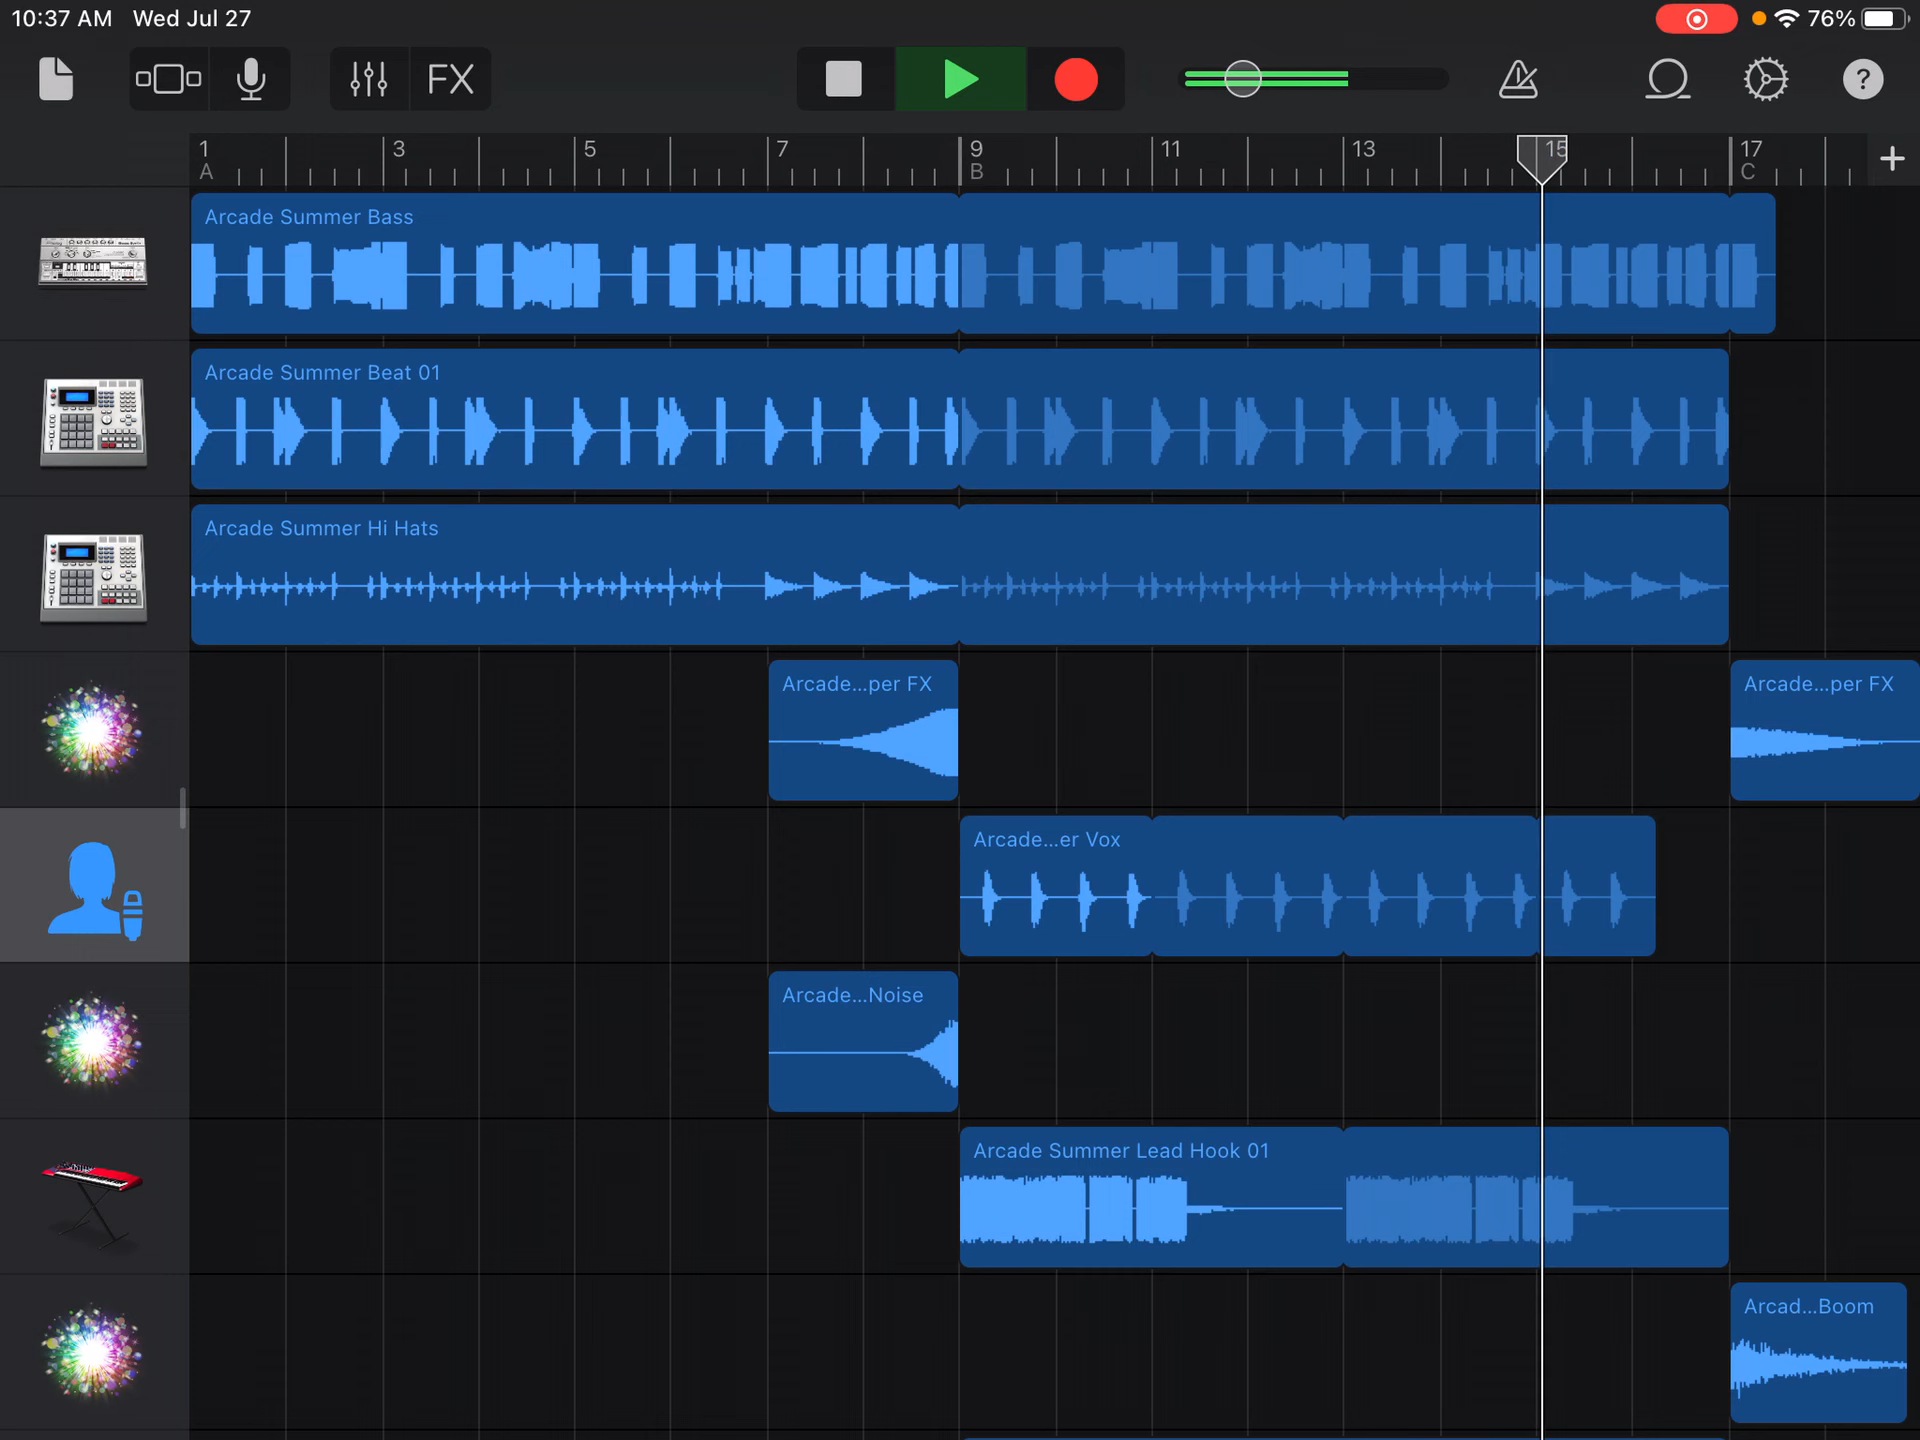 10:37 AM Wed Jul 27
76%
FX
?
1 3 5 7 9 11 13 15 17 +
A B C
Arcade Summer Bass
Arcade Summer Beat 01
Arcade Summer Hi Hats
Arcade...per FX
Arcade...per FX
Arcade...er Vox
Arcade...Noise
Arcade Summer Lead Hook 01
Arcad...Boom